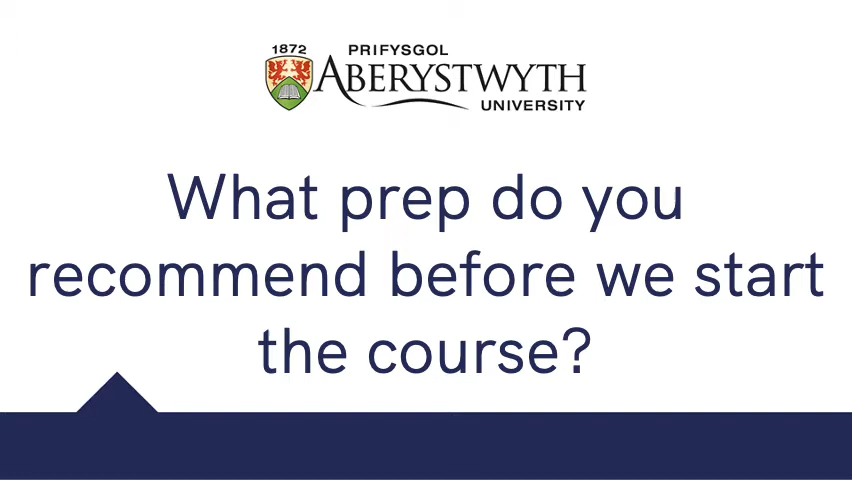 1872
PRIFYSGOL
ABERYSTWYTH
UNIVERSITY
What prep do you
recommend before we start
the course?